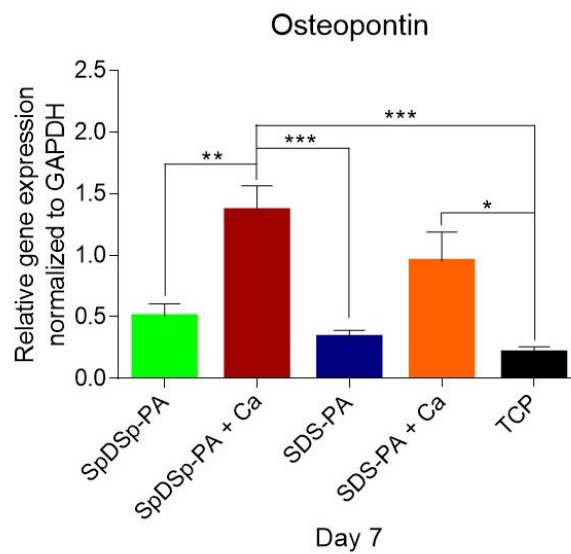 Osteopontin
Relative gene expression
normalized to GAPDH
2.5
2.0
1.5
1.0
0.5
0.0
***
**
***
*
SpDSp-PA
SpDSp-PA + Ca
SDS-PA
SDS-PA + Ca
TCP
Day 7